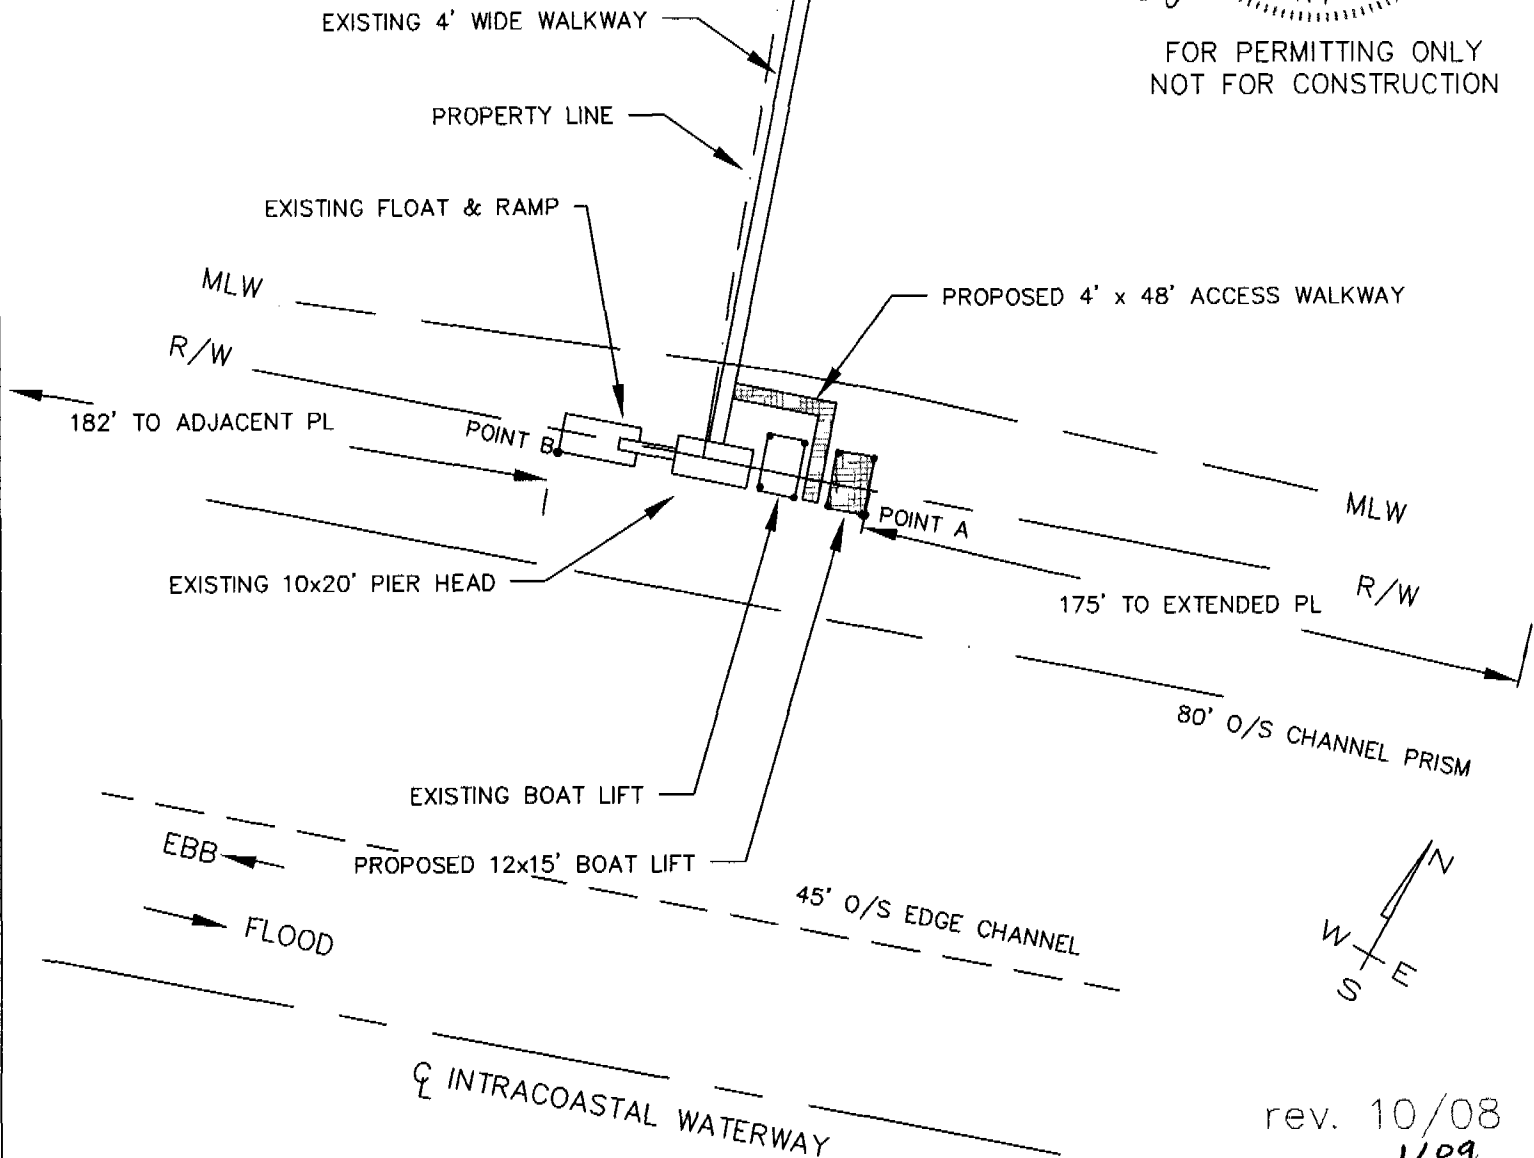 EXISTING 4' WIDE WALKWAY
FOR PERMITTING ONLY
NOT FOR CONSTRUCTION
PROPERTY LINE
EXISTING FLOAT & RAMP
MLW
PROPOSED 4' x 48' ACCESS WALKWAY
R/W
182' TO ADJACENT PL
POINT B
MLW
POINT A
EXISTING 10x20' PIER HEAD
R/W
175' TO EXTENDED PL
80' O/S CHANNEL PRISM
EXISTING BOAT LIFT
EBB
PROPOSED 12x15' BOAT LIFT
45' O/S EDGE CHANNEL
FLOOD
N
W
E
S
℄ INTRACOASTAL WATERWAY
rev. 10/08
1/09